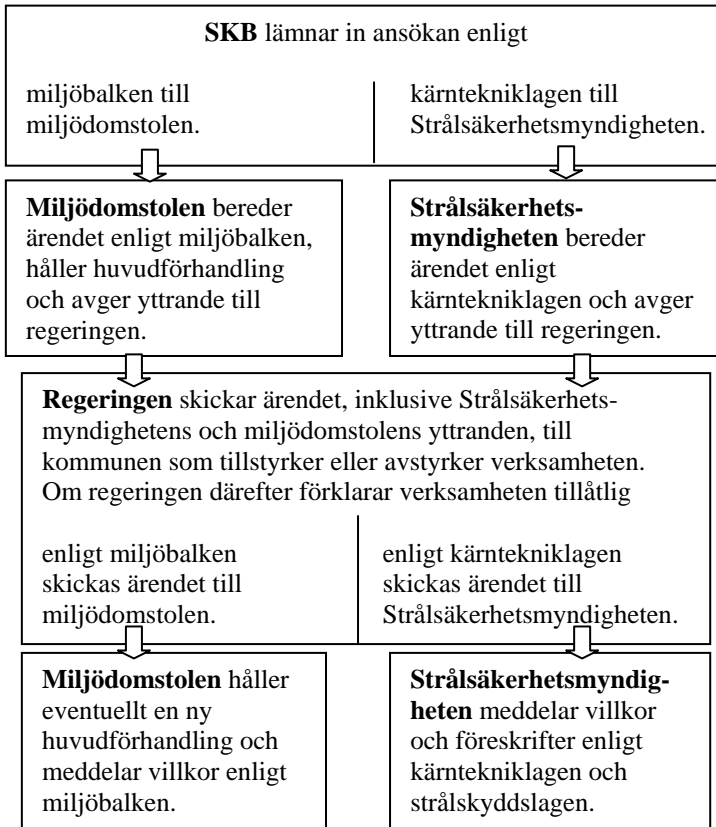 SKB lämnar in ansökan enligt
miljöbalken till
miljödomstolen.
kärntekniklagen till
Strålsäkerhetsmyndigheten.
Miljödomstolen bereder
ärendet enligt miljöbalken,
håller huvudförhandling
och avger yttrande till
regeringen.
Strålsäkerhets-
myndigheten bereder
ärendet enligt
kärntekniklagen och avger
yttrande till regeringen.
Regeringen skickar ärendet, inklusive Strålsäkerhets-
myndighetens och miljödomstolens yttranden, till
kommunen som tillstyrker eller avstyrker verksamheten.
Om regeringen därefter förklarar verksamheten tillåtlig
enligt miljöbalken
skickas ärendet till
miljödomstolen.
enligt kärntekniklagen
skickas ärendet till
Strålsäkerhetsmyndigheten.
Miljödomstolen håller
eventuellt en ny
huvudförhandling och
meddelar villkor enligt
miljöbalken.
Strålsäkerhetsmyndig-
heten meddelar villkor
och föreskrifter enligt
kärntekniklagen och
strålskyddslagen.